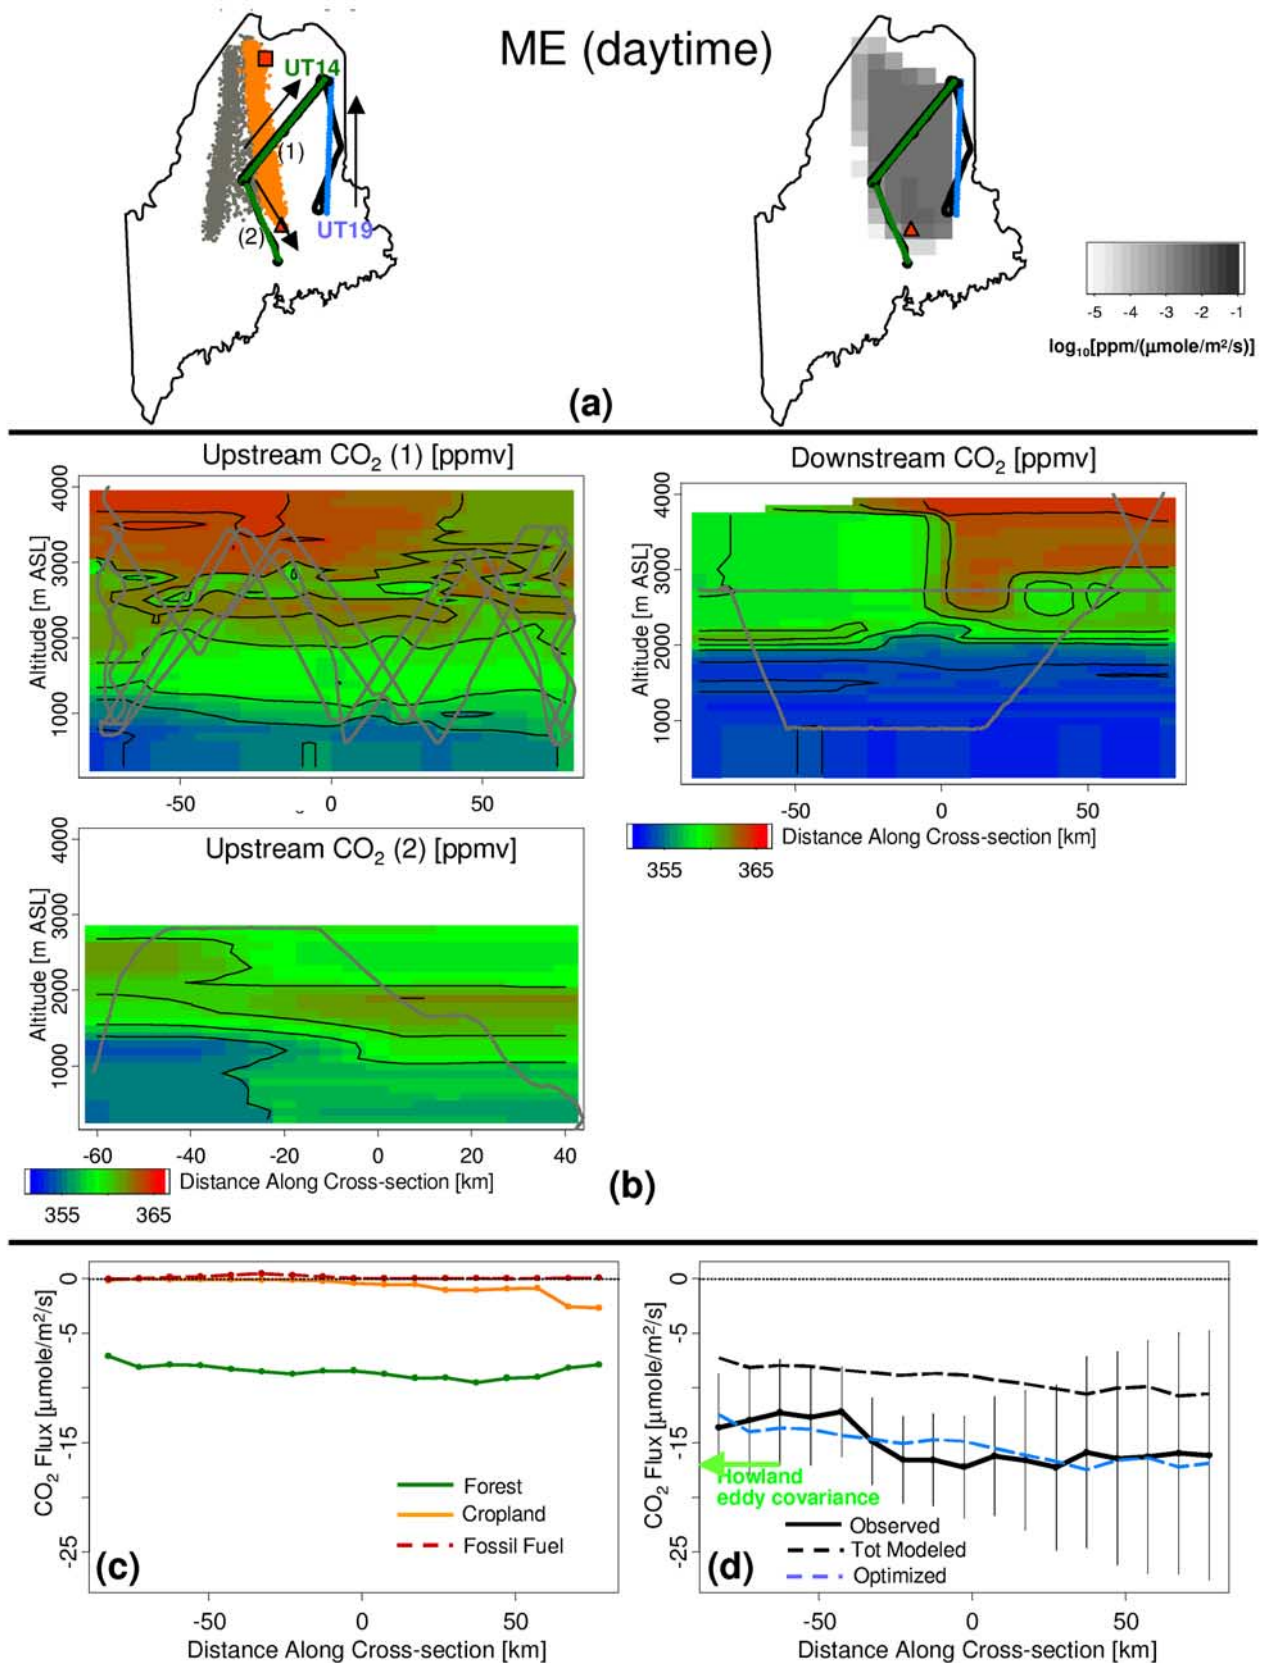 ME (daytime)
UT14
(1)
(2)
UT19
-5 -4 -3 -2 -1
log₁₀[ppm/(μmole/m²/s)]
(a)
Upstream CO₂ (1) [ppmv]
Altitude [m ASL]
1000 2000 3000 4000
-50 0 50
Downstream CO₂ [ppmv]
Altitude [m ASL]
1000 2000 3000 4000
-50 0 50
Distance Along Cross-section [km]
355 365
Upstream CO₂ (2) [ppmv]
Altitude [m ASL]
1000 2000 3000 4000
-60 -40 -20 0 20 40
Distance Along Cross-section [km]
355 365
(b)
CO₂ Flux [μmole/m²/s]
0
-5
-15
-25
Forest
Cropland
Fossil Fuel
(c)
-50 0 50
Distance Along Cross-section [km]
CO₂ Flux [μmole/m²/s]
0
-5
-15
-25
Howland
eddy covariance
Observed
Tot Modeled
Optimized
(d)
-50 0 50
Distance Along Cross-section [km]